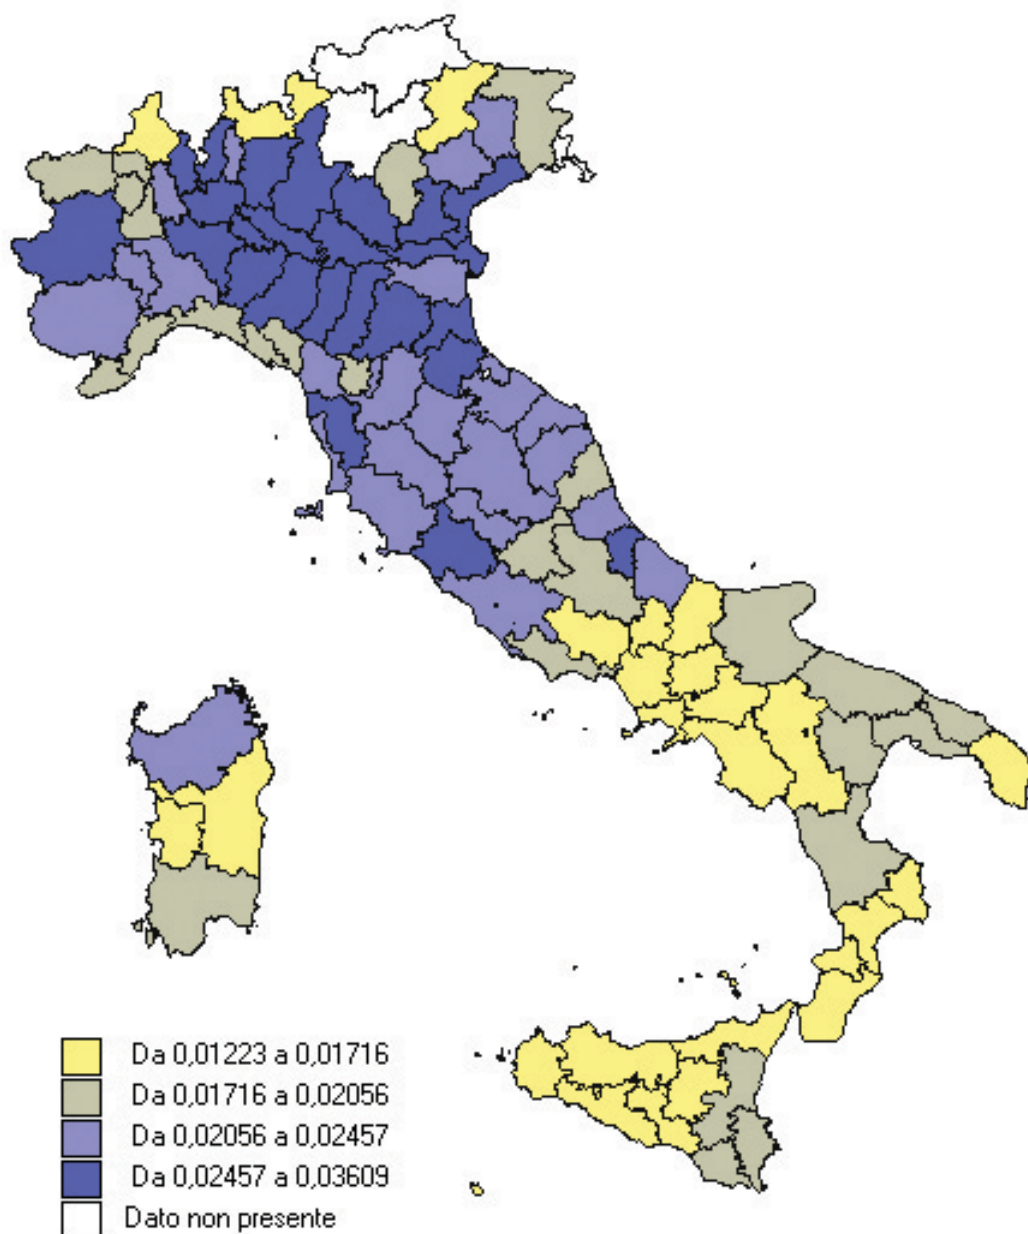 Da 0,01223 a 0,01716
Da 0,01716 a 0,02056
Da 0,02056 a 0,02457
Da 0,02457 a 0,03609
Dato non presente